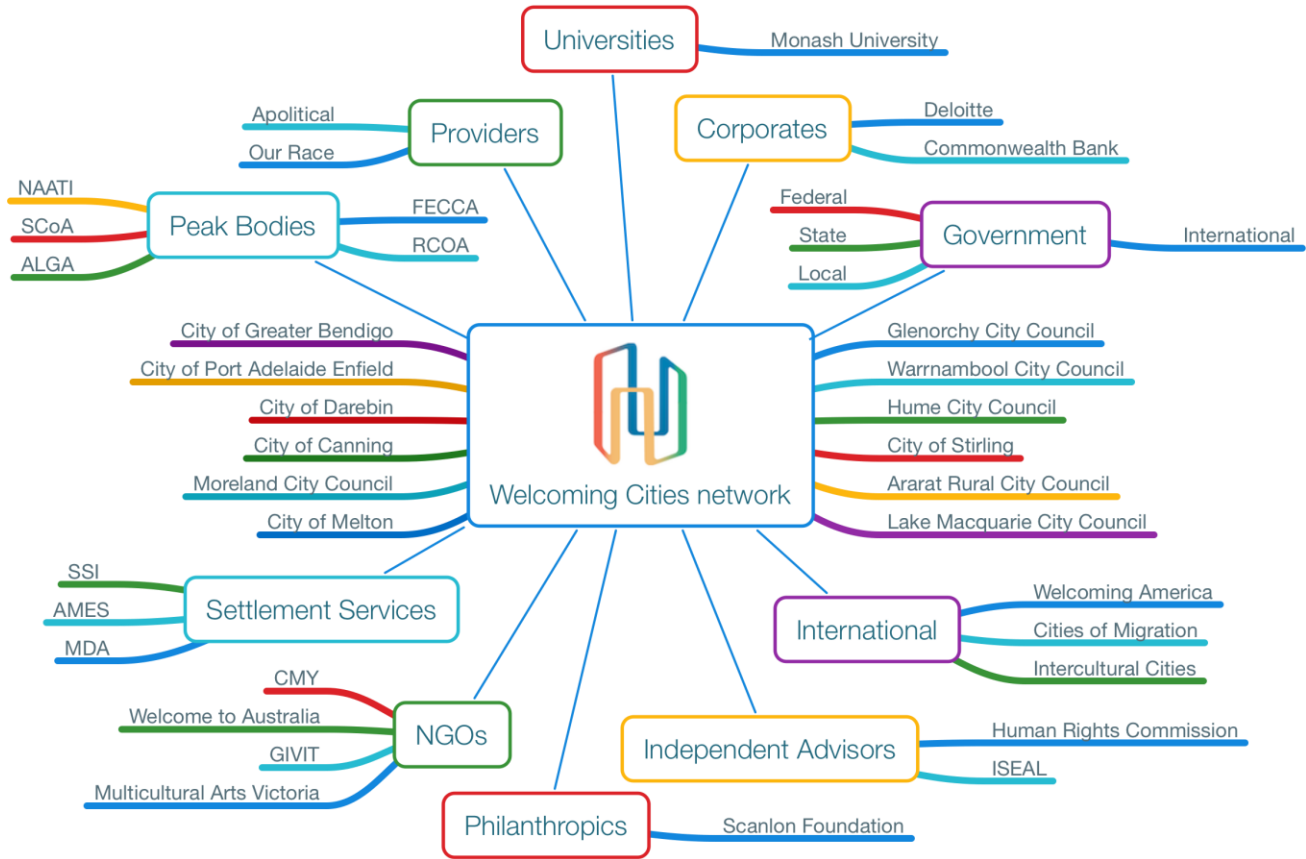 Universities
Monash University
Providers
Apolitical
Our Race
Corporates
Deloitte
Commonwealth Bank
Peak Bodies
NAATI
SCoA
ALGA
FECCA
RCOA
Government
Federal
State
Local
International
City of Greater Bendigo
City of Port Adelaide Enfield
City of Darebin
City of Canning
Moreland City Council
City of Melton
Welcoming Cities network
Glenorchy City Council
Warrnambool City Council
Hume City Council
City of Stirling
Ararat Rural City Council
Lake Macquarie City Council
Settlement Services
SSI
AMES
MDA
International
Welcoming America
Cities of Migration
Intercultural Cities
NGOs
CMY
Welcome to Australia
GIVIT
Multicultural Arts Victoria
Independent Advisors
Human Rights Commission
ISEAL
Philanthropics
Scanlon Foundation